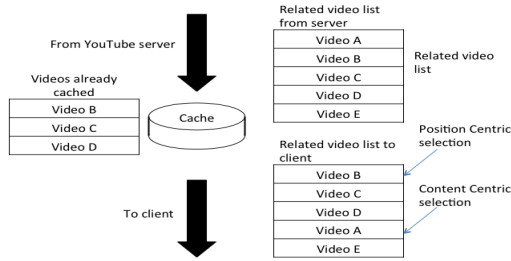 From YouTube server
Videos already
cached
Video B
Video C
Video D
Cache
To client
Related video list
from server
Video A
Video B
Video C
Video D
Video E
Related video
list
Related video list to
client
Video B
Video C
Video D
Video A
Video E
Position Centric
selection
Content Centric
selection